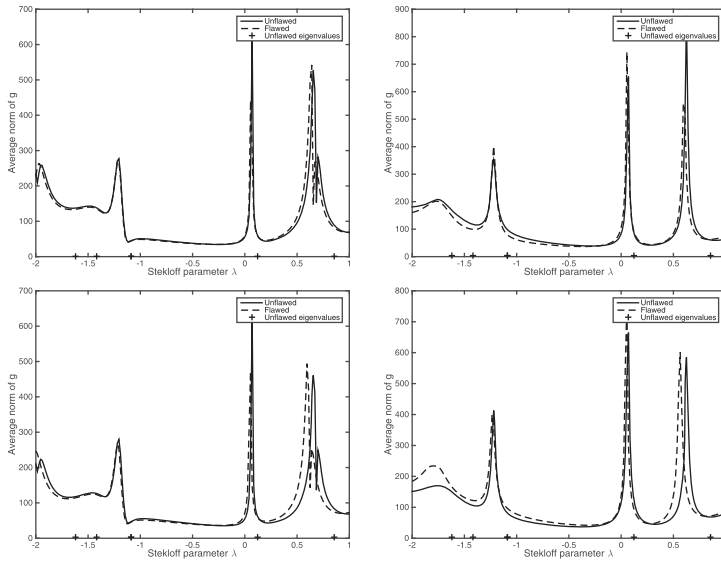 700
600
500
400
300
200
100
0
Average norm of g
-2 -1.5 -1 -0.5 0 0.5 1
Stekloff parameter λ
Unflawed
Flawed
Unflawed eigenvalues
900
800
700
600
500
400
300
200
100
0
Average norm of g
-2 -1.5 -1 -0.5 0 0.5
Stekloff parameter λ
Unflawed
Flawed
Unflawed eigenvalues
700
600
500
400
300
200
100
0
Average norm of g
-2 -1.5 -1 -0.5 0 0.5 1
Stekloff parameter λ
Unflawed
Flawed
Unflawed eigenvalues
800
700
600
500
400
300
200
100
0
Average norm of g
-2 -1.5 -1 -0.5 0 0.5
Stekloff parameter λ
Unflawed
Flawed
Unflawed eigenvalues